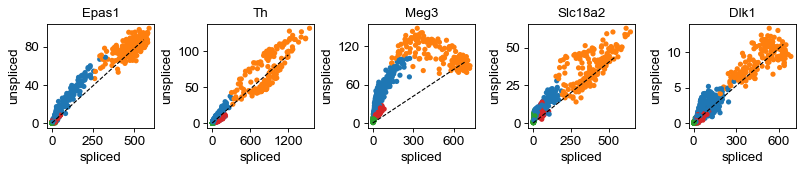 Epas1
unspliced
80
40
0
0
250
500
spliced
Th
unspliced
100
50
0
0
600
1200
spliced
Meg3
unspliced
120
60
0
0
300
600
spliced
Slc18a2
unspliced
50
25
0
0
250
500
spliced
Dlk1
unspliced
10
5
0
0
300
600
spliced